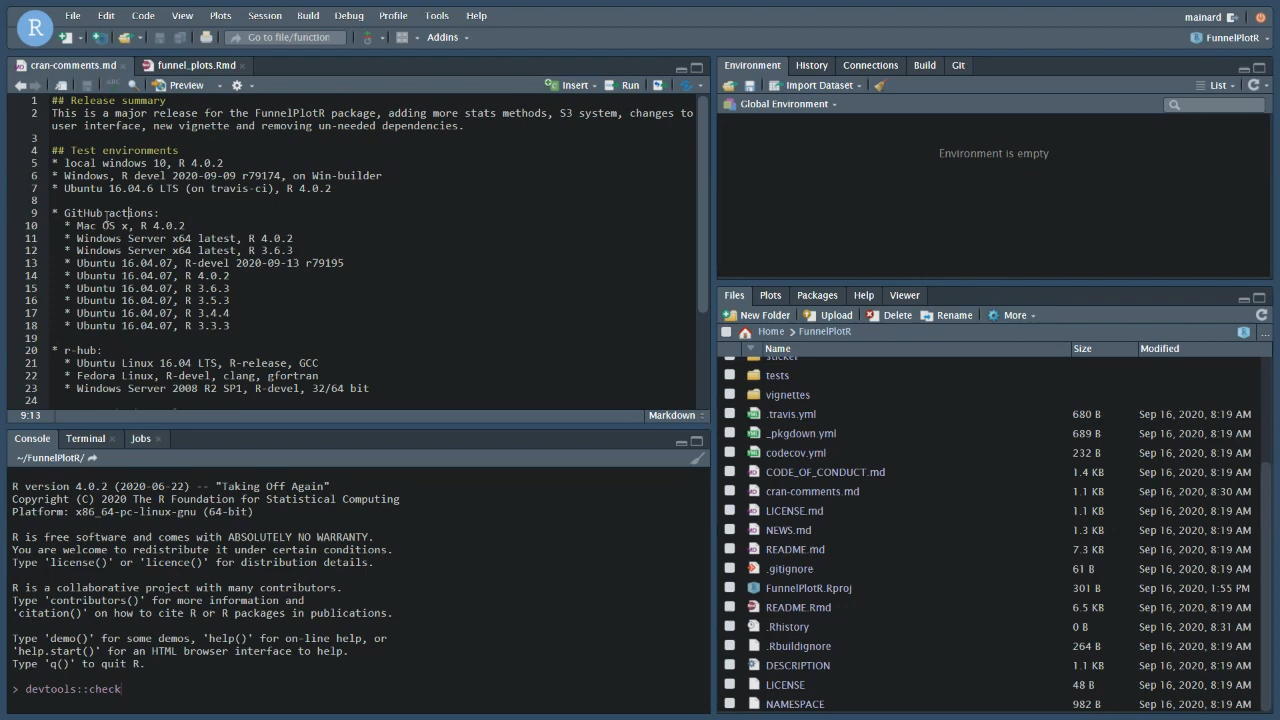 File Edit Code View Plots Session Build Debug Profile Tools Help
mainard
R
Go to file/function
Addins
FunnelPlotR
cran-comments.md
funnel_plots.Rmd
Preview
Insert
Run
1 ## Release summary
2 This is a major release for the FunnelPlotR package, adding more stats methods, S3 system, changes to
user interface, new vignette and removing un-needed dependencies.
3
4 ## Test environments
5 * local windows 10, R 4.0.2
6 * Windows, R devel 2020-09-09 r79174, on Win-builder
7 * Ubuntu 16.04.6 LTS (on travis-ci), R 4.0.2
8
9 * GitHub actions:
10 * Mac OS x, R 4.0.2
11 * Windows Server x64 latest, R 4.0.2
12 * Windows Server x64 latest, R 3.6.3
13 * Ubuntu 16.04.07, R-devel 2020-09-13 r79195
14 * Ubuntu 16.04.07, R 4.0.2
15 * Ubuntu 16.04.07, R 3.6.3
16 * Ubuntu 16.04.07, R 3.5.3
17 * Ubuntu 16.04.07, R 3.4.4
18 * Ubuntu 16.04.07, R 3.3.3
19
20 * r-hub:
21 * Ubuntu Linux 16.04 LTS, R-release, GCC
22 * Fedora Linux, R-devel, clang, gfortran
23 * Windows Server 2008 R2 SP1, R-devel, 32/64 bit
24
9:13
Markdown
Console Terminal Jobs
~/FunnelPlotR/
R version 4.0.2 (2020-06-22) -- "Taking Off Again"
Copyright (C) 2020 The R Foundation for Statistical Computing
Platform: x86_64-pc-linux-gnu (64-bit)
R is free software and comes with ABSOLUTELY NO WARRANTY.
You are welcome to redistribute it under certain conditions.
Type 'license()' or 'licence()' for distribution details.
R is a collaborative project with many contributors.
Type 'contributors()' for more information and
'citation()' on how to cite R or R packages in publications.
Type 'demo()' for some demos, 'help()' for on-line help, or
'help.start()' for an HTML browser interface to help.
Type 'q()' to quit R.
> devtools::check
Environment History Connections Build Git
Import Dataset
List
Global Environment
Environment is empty
Files Plots Packages Help Viewer
New Folder Upload Delete Rename More
Home FunnelPlotR
...
Name Size Modified
sticker
tests
vignettes
.travis.yml 680 B Sep 16, 2020, 8:19 AM
_pkgdown.yml 689 B Sep 16, 2020, 8:19 AM
codecov.yml 232 B Sep 16, 2020, 8:19 AM
CODE_OF_CONDUCT.md 1.4 KB Sep 16, 2020, 8:19 AM
cran-comments.md 1.1 KB Sep 16, 2020, 8:30 AM
LICENSE.md 1.1 KB Sep 16, 2020, 8:19 AM
NEWS.md 1.3 KB Sep 16, 2020, 8:19 AM
README.md 7.3 KB Sep 16, 2020, 8:19 AM
.gitignore 61 B Sep 16, 2020, 8:19 AM
FunnelPlotR.Rproj 301 B Sep 16, 2020, 1:55 PM
README.Rmd 6.5 KB Sep 16, 2020, 8:19 AM
.Rhistory 0 B Sep 16, 2020, 8:31 AM
.Rbuildignore 264 B Sep 16, 2020, 8:19 AM
DESCRIPTION 1.1 KB Sep 16, 2020, 8:19 AM
LICENSE 48 B Sep 16, 2020, 8:19 AM
NAMESPACE 982 B Sep 16, 2020, 8:19 AM